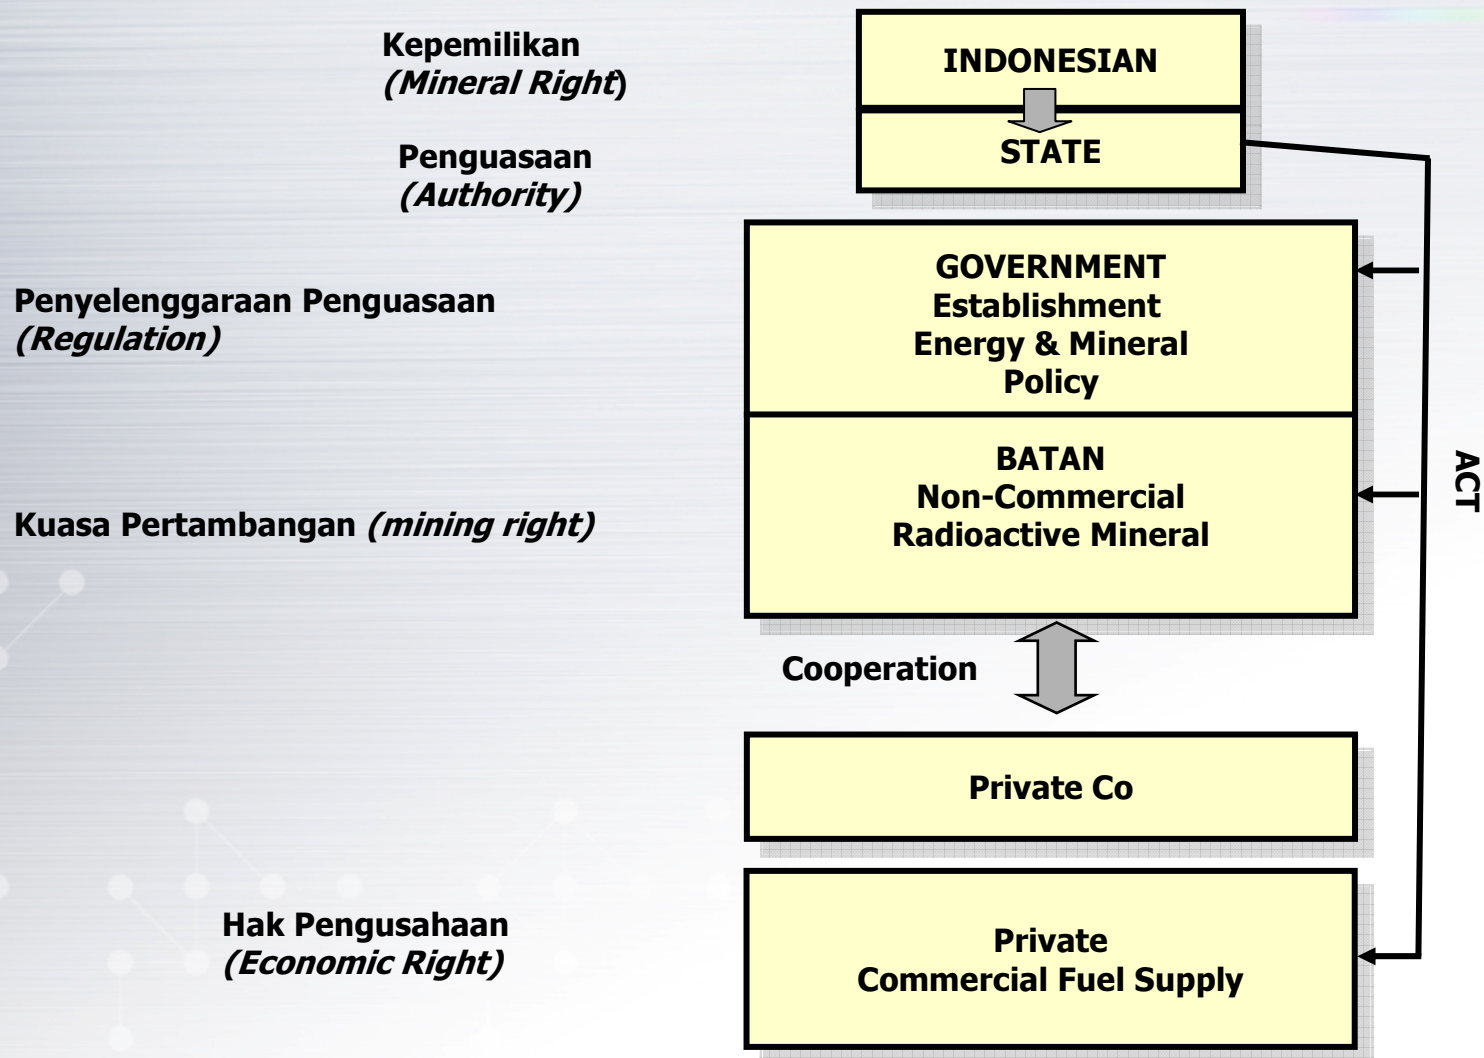 Kepemilikan
(Mineral Right)
INDONESIAN
Penguasaan
(Authority)
STATE
Penyelenggaraan Penguasaan
(Regulation)
GOVERNMENT
Establishment
Energy & Mineral
Policy
Kuasa Pertambangan (mining right)
BATAN
Non-Commercial
Radioactive Mineral
ACT
Cooperation
Private Co
Hak Pengusahaan
(Economic Right)
Private
Commercial Fuel Supply